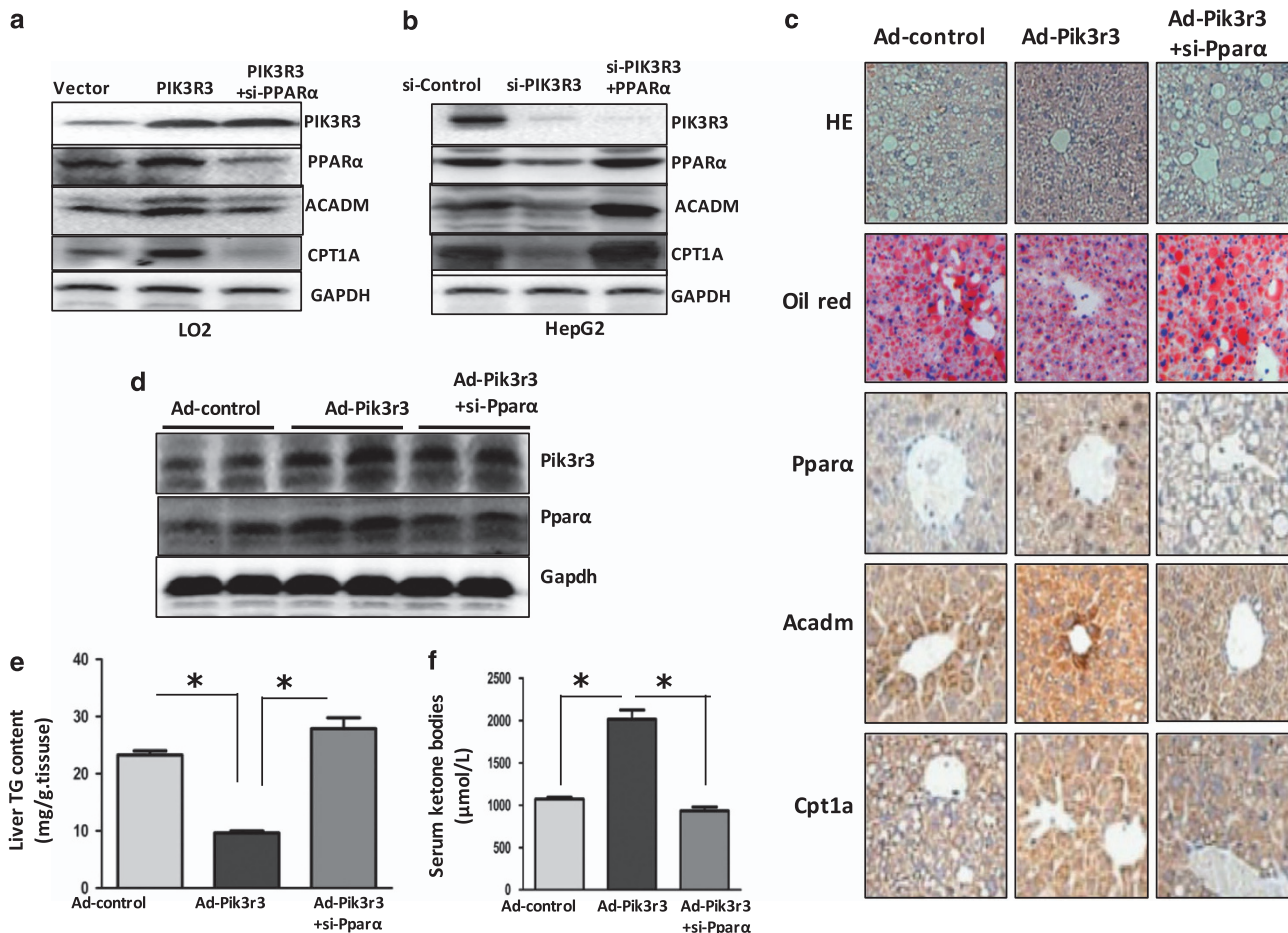 a
Vector
PIK3R3
PIK3R3
+si-PPARα
PIK3R3
PPARα
ACADM
CPT1A
GAPDH
LO2
b
si-Control
si-PIK3R3
si-PIK3R3
+PPARα
PIK3R3
PPARα
ACADM
CPT1A
GAPDH
HepG2
c
Ad-control
Ad-Pik3r3
Ad-Pik3r3
+si-Pparα
HE
Oil red
Pparα
Acadm
Cpt1a
d
Ad-control
Ad-Pik3r3
Ad-Pik3r3
+si-Pparα
Pik3r3
Pparα
Gapdh
e
Liver TG content
(mg/g.tissuse)
40
30
20
10
0
*
*
Ad-control
Ad-Pik3r3
Ad-Pik3r3
+si-Pparα
f
Serum ketone bodies
(µmol/L)
2500
2000
1500
1000
500
0
*
*
Ad-control
Ad-Pik3r3
Ad-Pik3r3
+si-Pparα